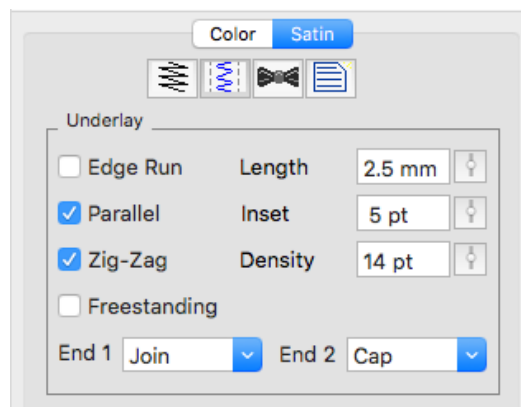 Color Satin
Underlay
Edge Run Length 2.5 mm
Parallel Inset 5 pt
Zig-Zag Density 14 pt
Freestanding
End 1 Join End 2 Cap